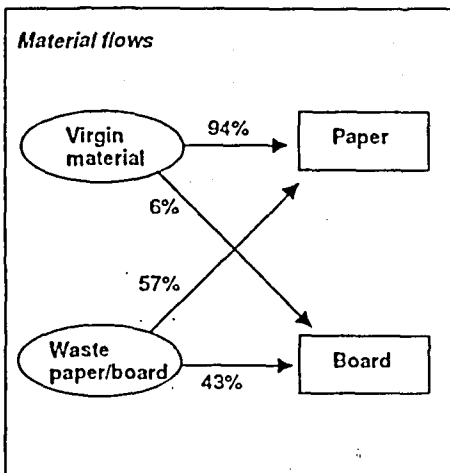 Material flows
Virgin
material
94%
Paper
6%
57%
Waste
paper/board
43%
Board